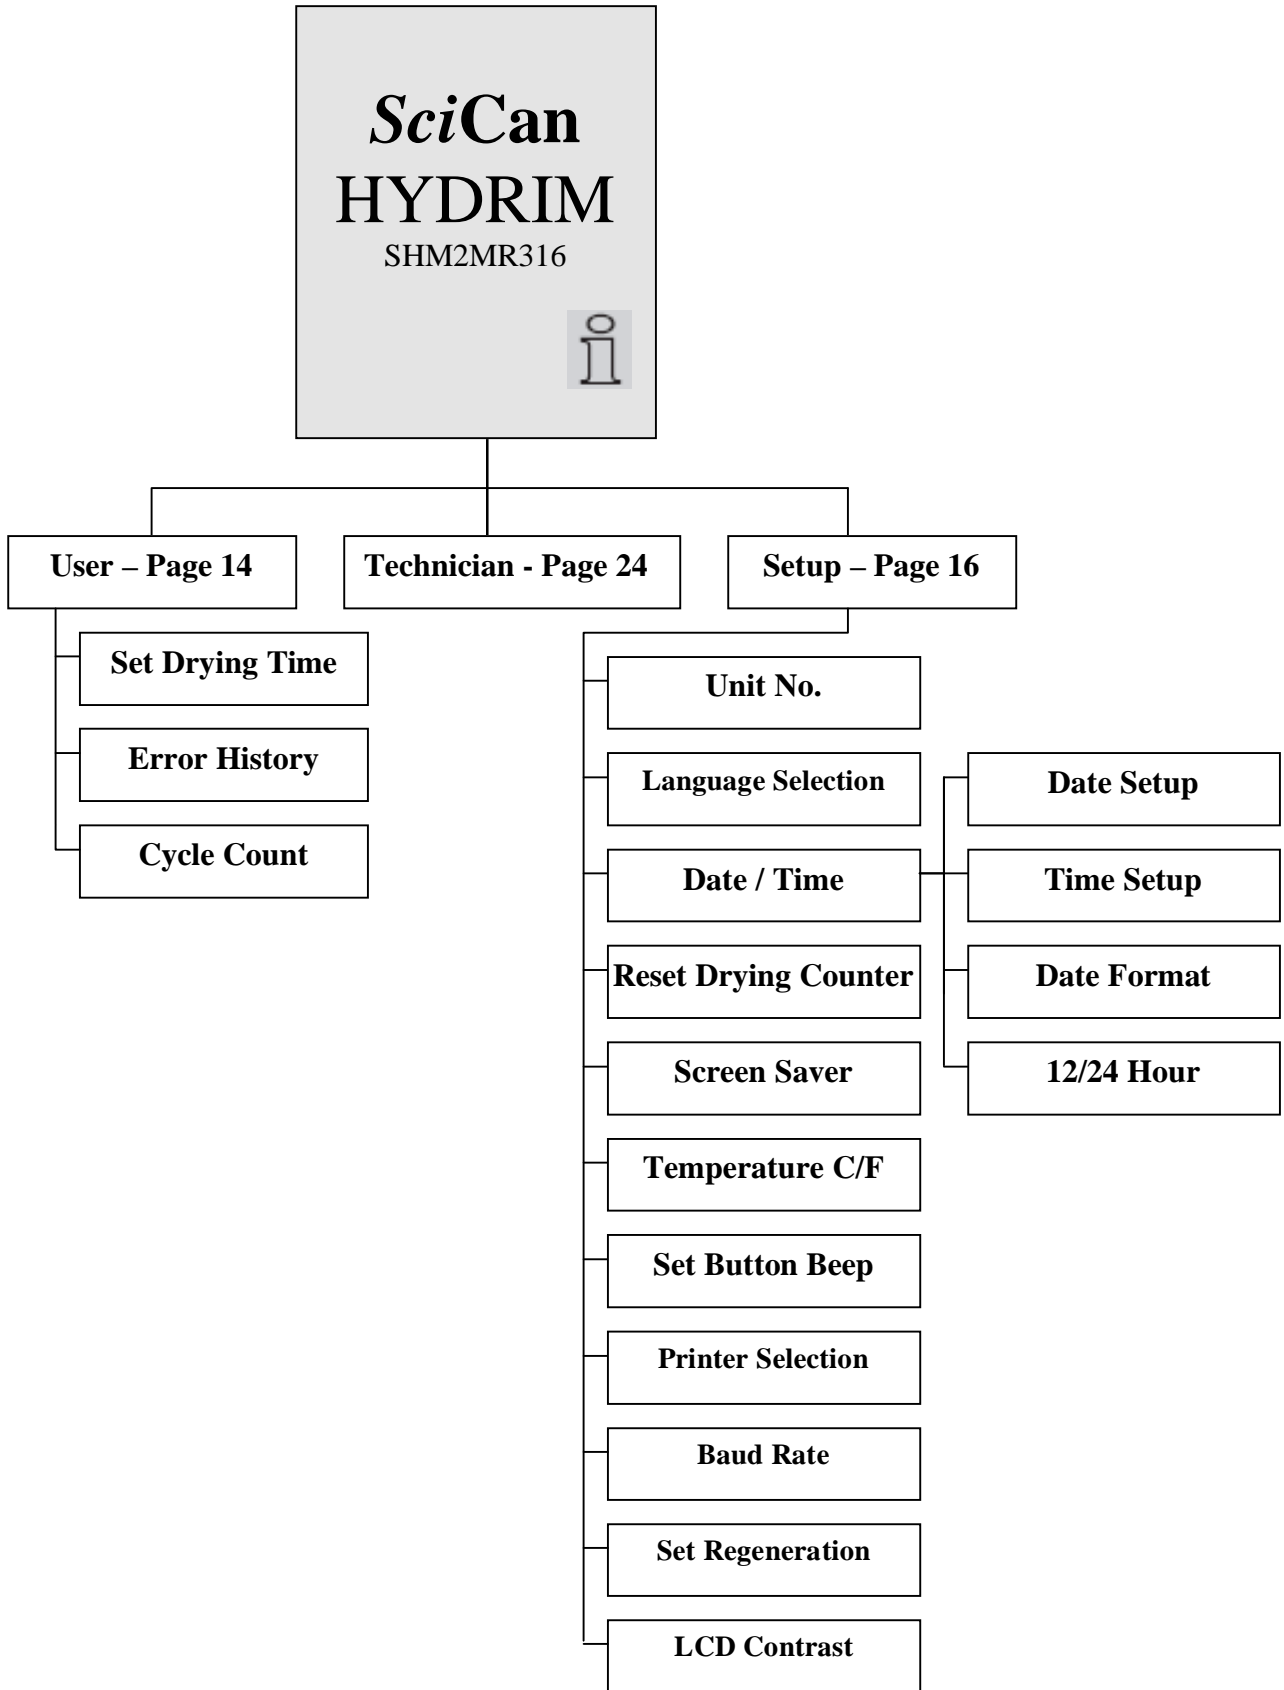 SciCan
HYDRIM
SHM2MR316
User – Page 14
Technician - Page 24
Setup – Page 16
Set Drying Time
Error History
Cycle Count
Unit No.
Language Selection
Date / Time
Reset Drying Counter
Screen Saver
Temperature C/F
Set Button Beep
Printer Selection
Baud Rate
Set Regeneration
LCD Contrast
Date Setup
Time Setup
Date Format
12/24 Hour